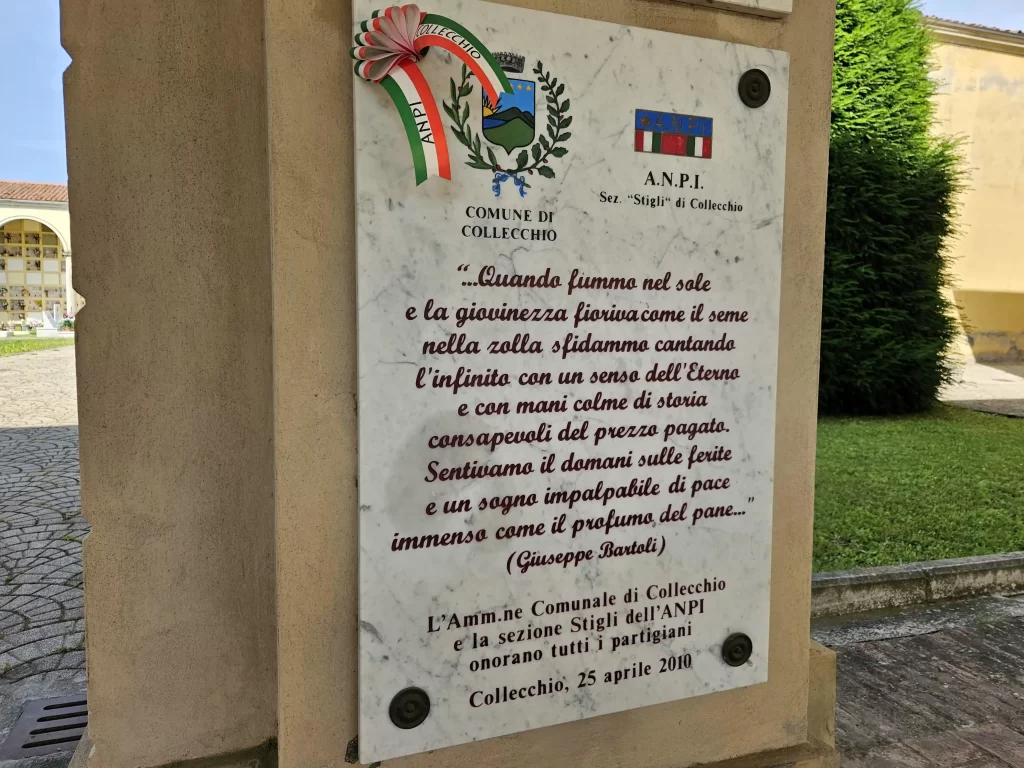 COLLECCHIO
ANPI
A.N.P.I.
A.N.P.I.
Sez. "Stigli" di Collecchio
COMUNE DI
COLLECCHIO
"...Quando fummo nel sole
e la giovinezza fioriva come il seme
nella zolla sfidammo cantando
l'infinito con un senso dell'Eterno
e con mani colme di storia
consapevoli del prezzo pagato.
Sentivamo il domani sulle ferite
e un sogno impalpabile di pace
immenso come il profumo del pane..."
(Giuseppe Bartoli)
L'Amm.ne Comunale di Collecchio
e la sezione Stigli dell'ANPI
onorano tutti i partigiani
Collecchio, 25 aprile 2010